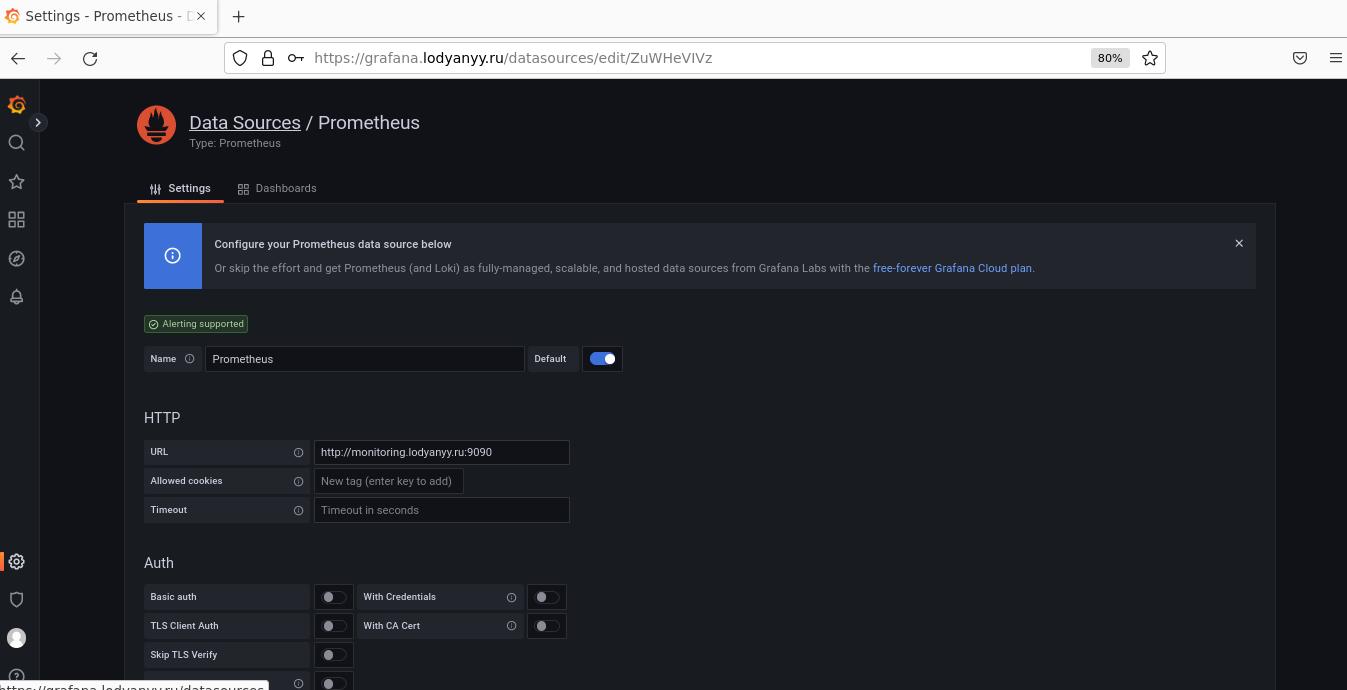 Settings - Prometheus -
https://grafana.lodyanyy.ru/datasources/edit/ZuWHeVIVz
80%
Data Sources / Prometheus
Type: Prometheus
Settings
Dashboards
Configure your Prometheus data source below
Or skip the effort and get Prometheus (and Loki) as fully-managed, scalable, and hosted data sources from Grafana Labs with the free-forever Grafana Cloud plan.
Alerting supported
Name
Prometheus
Default
HTTP
URL
http://monitoring.lodyanyy.ru:9090
Allowed cookies
New tag (enter key to add)
Timeout
Timeout in seconds
Auth
Basic auth
With Credentials
TLS Client Auth
With CA Cert
Skip TLS Verify
https://grafana.lodyanyy.ru/datasources